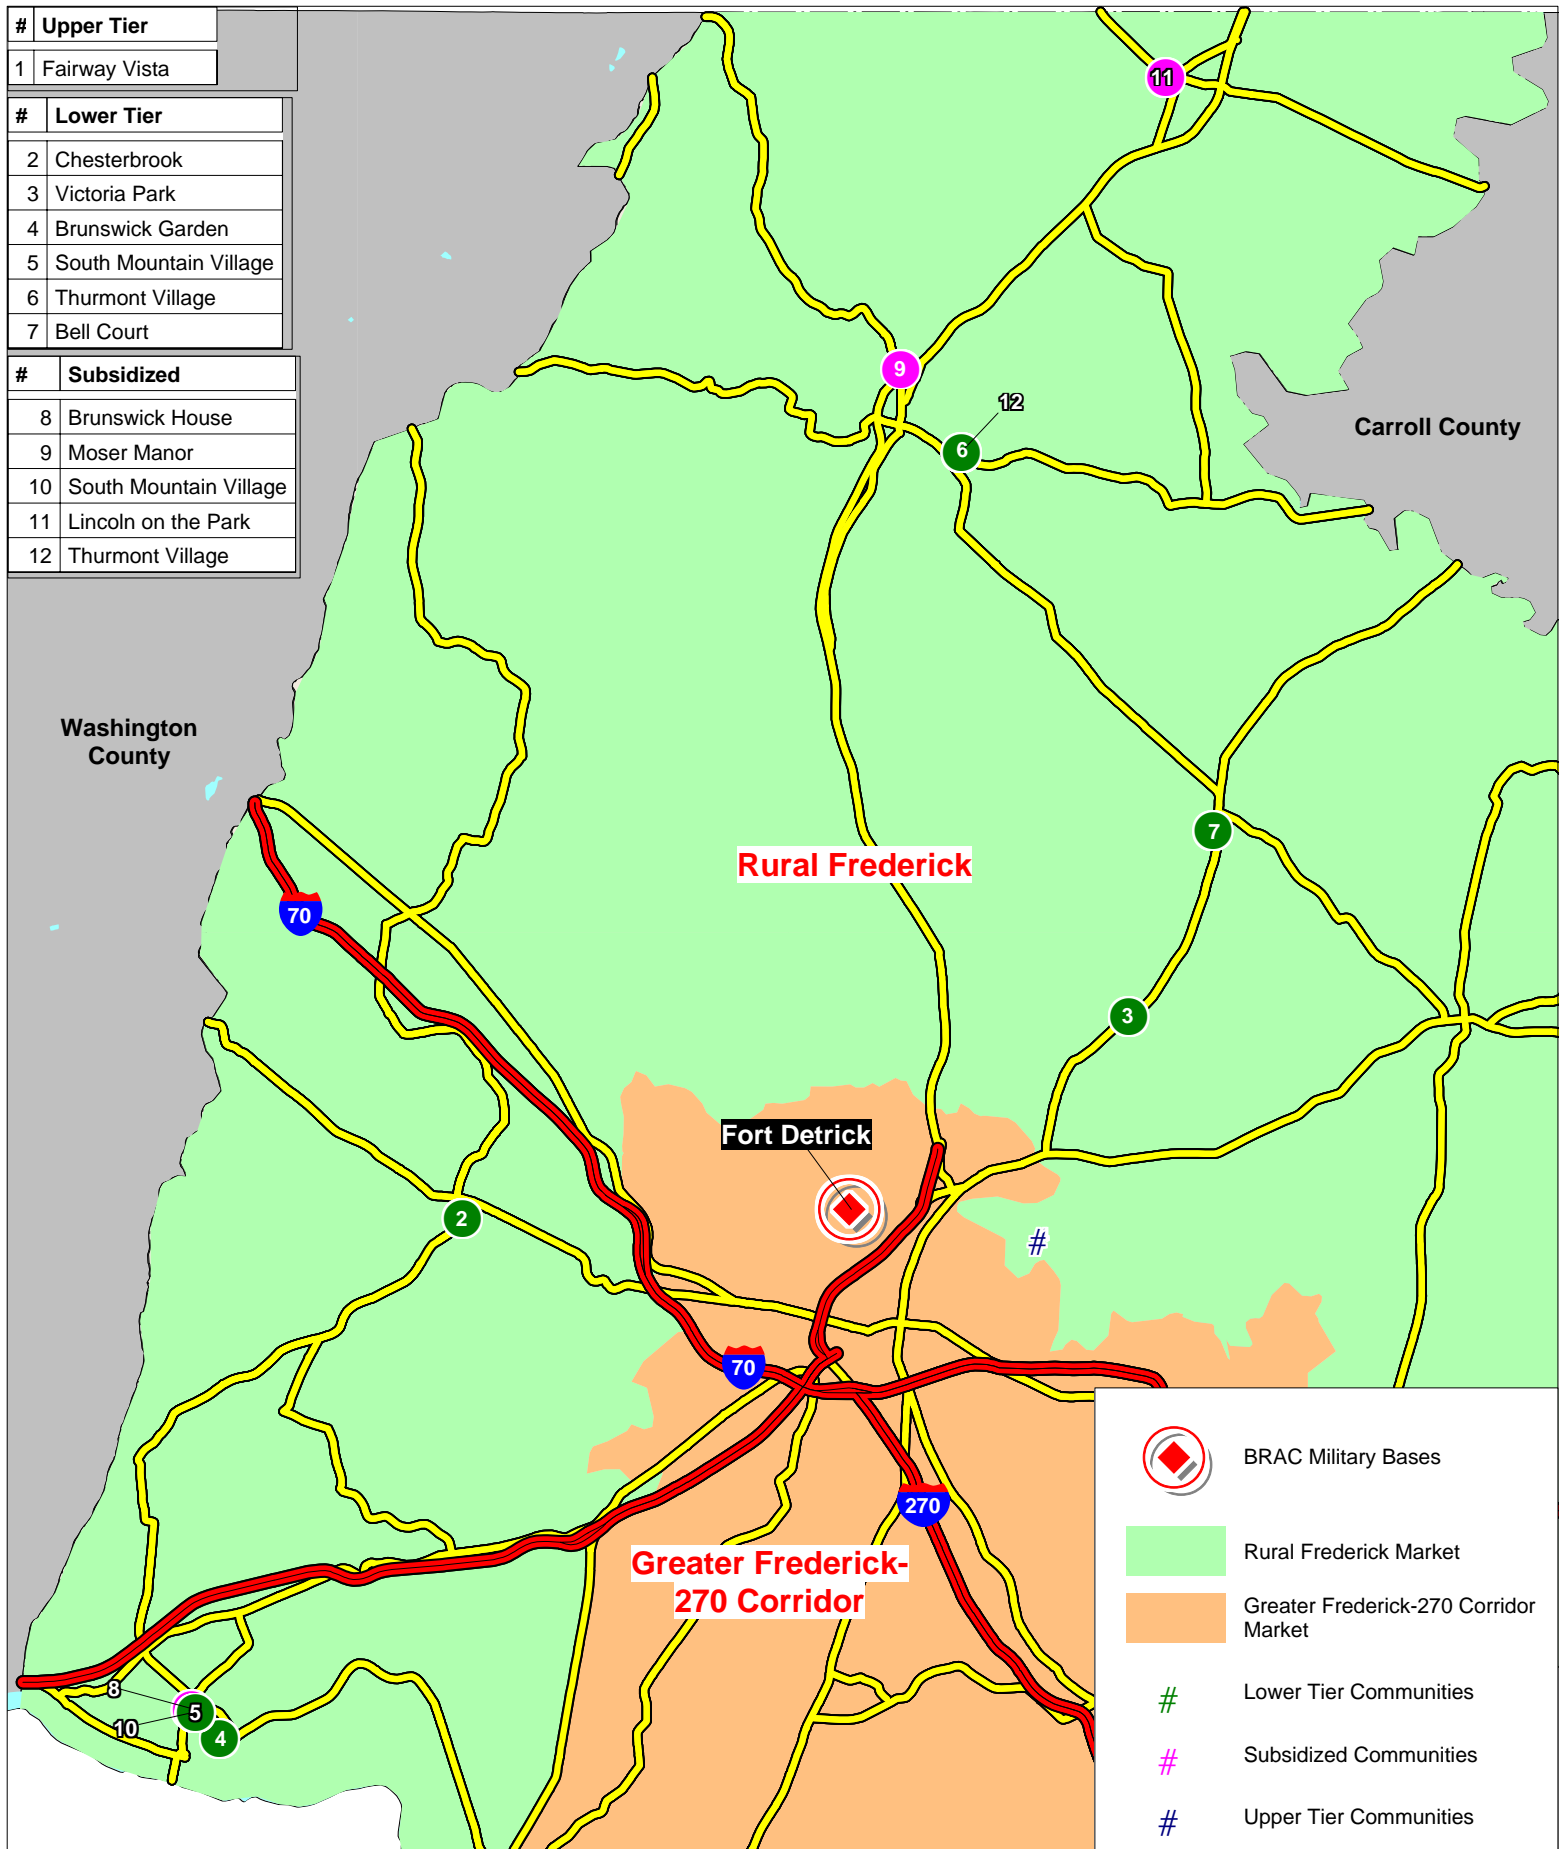 # Upper Tier
1 Fairway Vista
# Lower Tier
2 Chesterbrook
3 Victoria Park
4 Brunswick Garden
5 South Mountain Village
6 Thurmont Village
7 Bell Court
# Subsidized
8 Brunswick House
9 Moser Manor
10 South Mountain Village
11 Lincoln on the Park
12 Thurmont Village
11
9
12
6
Carroll County
Washington
County
7
Rural Frederick
70
3
Fort Detrick
2
#
70
270
Greater Frederick-
270 Corridor
8
5
10
4
BRAC Military Bases
Rural Frederick Market
Greater Frederick-270 Corridor
Market
# Lower Tier Communities
# Subsidized Communities
# Upper Tier Communities